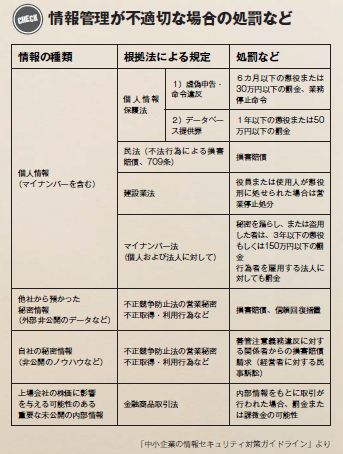 CHECK 情報管理が不適切な場合の処罰など
情報の種類 根拠法による規定 処罰など
個人情報
(マイナンバーを含む)
個人情報
保護法
1)虚偽申告・
命令違反
6カ月以下の懲役または
30万円以下の罰金、業務
停止命令
2)データベー
ス提供罪
1年以下の懲役または50
万円以下の罰金
民法(不法行為による損害
賠償、709条)
損害賠償
建設業法
役員または使用人が懲役
刑に処せられた場合は営
業停止処分
マイナンバー法
(個人および法人に対して)
秘密を漏らし、または盗用
した者は、3年以下の懲役
もしくは150万円以下の罰
金
行為者を雇用する法人に
対しても罰金
他社から預かった
秘密情報
(外部非公開のデータなど)
不正競争防止法の営業秘密
不正取得・利用行為など
損害賠償、信頼回復措置
自社の秘密情報
(非公開のノウハウなど)
不正競争防止法の営業秘密
不正取得・利用行為など
善管注意義務違反に対す
る関係者からの損害賠償
請求(経営者に対する民
事訴訟)
上場会社の株価に影響
を与える可能性のある
重要な未公開の内部情報
金融商品取引法
内部情報をもとに取引が
行われた場合、罰金または
課徴金の可能性
「中小企業の情報セキュリティ対策ガイドライン」より